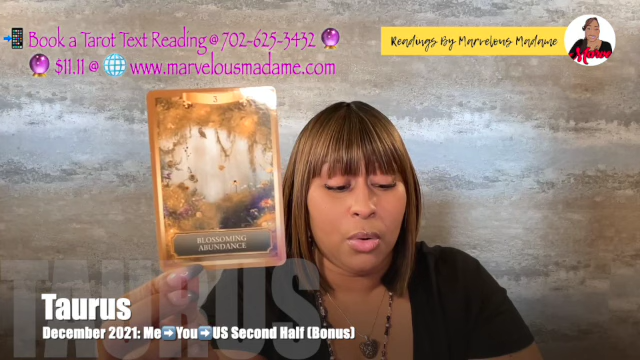 📲 Book a Tarot Text Reading @ 702-625-3432 🔮
🔮 $11.11 @ 🌐 www.marvelousmadame.com
Readings By Marvelous Madame
3
BLOSSOMING
ABUNDANCE
TAURUS
Taurus
December 2021: Me➡️You➡️US Second Half (Bonus)